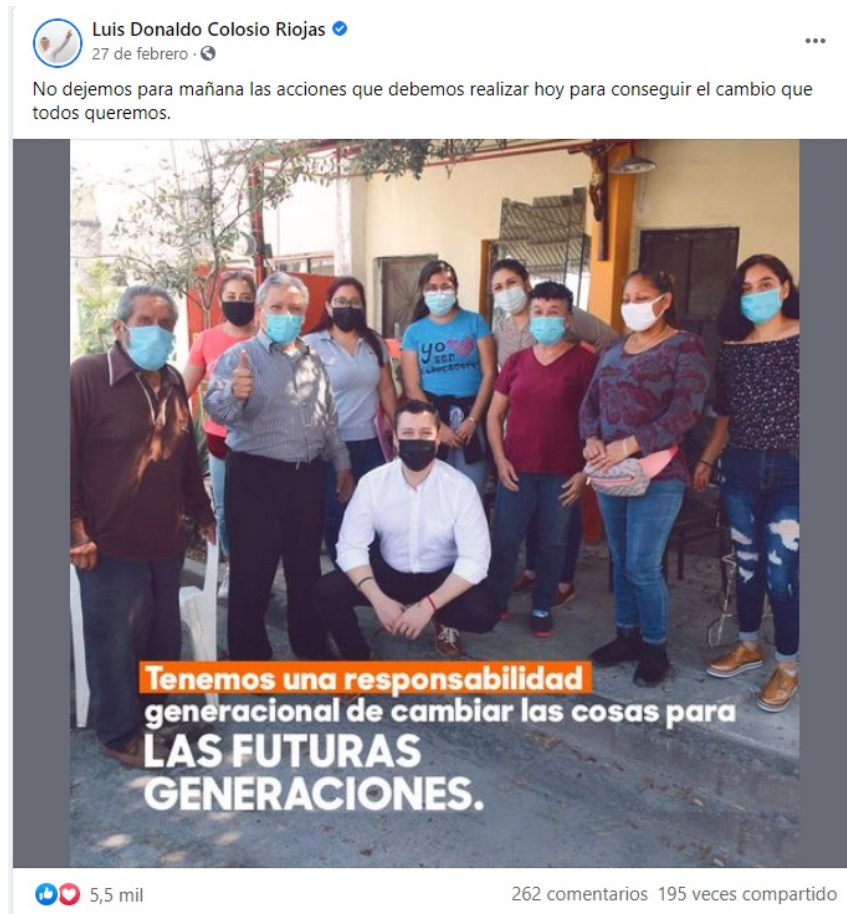 Luis Donaldo Colosio Riojas
27 de febrero ·
No dejemos para mañana las acciones que debemos realizar hoy para conseguir el cambio que
todos queremos.
yo
ser
Tenemos una responsabilidad
generacional de cambiar las cosas para
LAS FUTURAS
GENERACIONES.
5,5 mil
262 comentarios 195 veces compartido